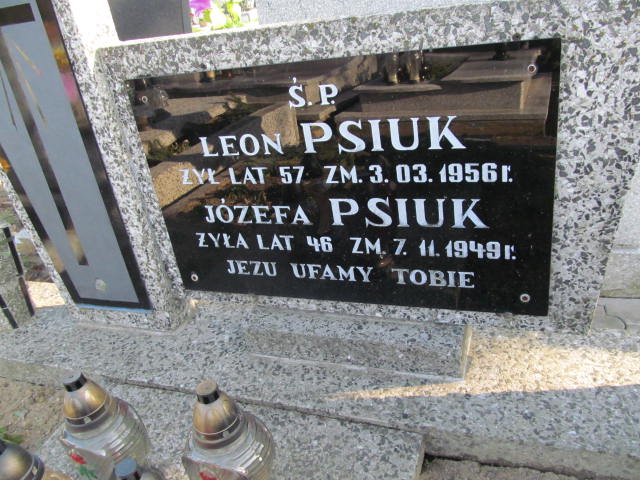 Ś. P.
LEON PSIUK
ŻYŁ LAT 57 ZM. 3. 03. 1956 r.
JÓZEFA PSIUK
ŻYŁA LAT 46 ZM. 7. 11. 1949 r.
JEZU UFAMY TOBIE